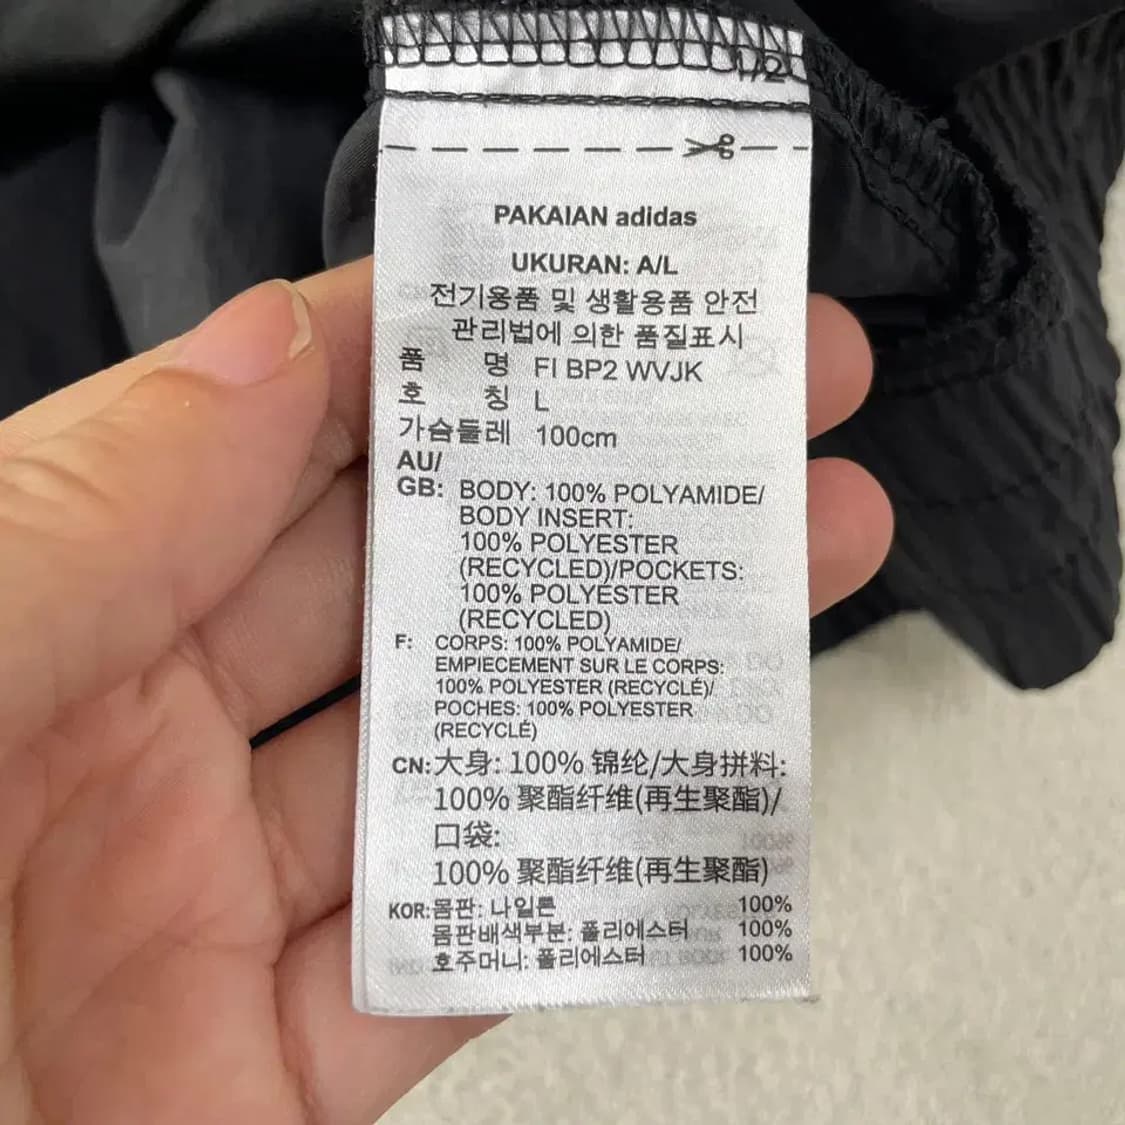 1/2
PAKAIAN adidas
UKURAN: A/L
전기용품 및 생활용품 안전
관리법에 의한 품질표시
품 명 FI BP2 WVJK
호 칭 L
가슴둘레 100cm
AU/
GB: BODY: 100% POLYAMIDE/
BODY INSERT:
100% POLYESTER
(RECYCLED)/POCKETS:
100% POLYESTER
(RECYCLED)
F: CORPS: 100% POLYAMIDE/
EMPIECEMENT SUR LE CORPS:
100% POLYESTER (RECYCLÉ)/
POCHES: 100% POLYESTER
(RECYCLÉ)
CN:大身: 100% 锦纶/大身拼料:
100% 聚酯纤维(再生聚酯)/
口袋:
100% 聚酯纤维(再生聚酯)
KOR:몸판: 나일론 100%
몸판배색부분: 폴리에스터 100%
호주머니: 폴리에스터 100%